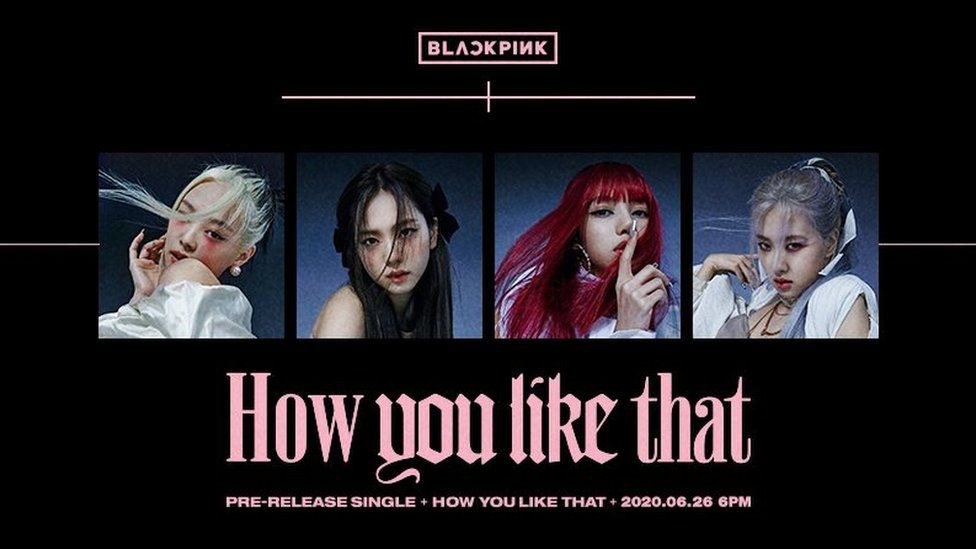 BLACKPINK
How you like that
PRE-RELEASE SINGLE + HOW YOU LIKE THAT + 2020.06.26 6PM